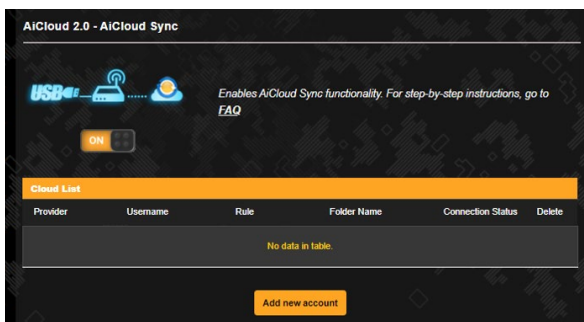 AiCloud 2.0 - AiCloud Sync
USB
Enables AiCloud Sync functionality. For step-by-step instructions, go to
FAQ
ON
Cloud List
Provider Username Rule Folder Name Connection Status Delete
No data in table.
Add new account